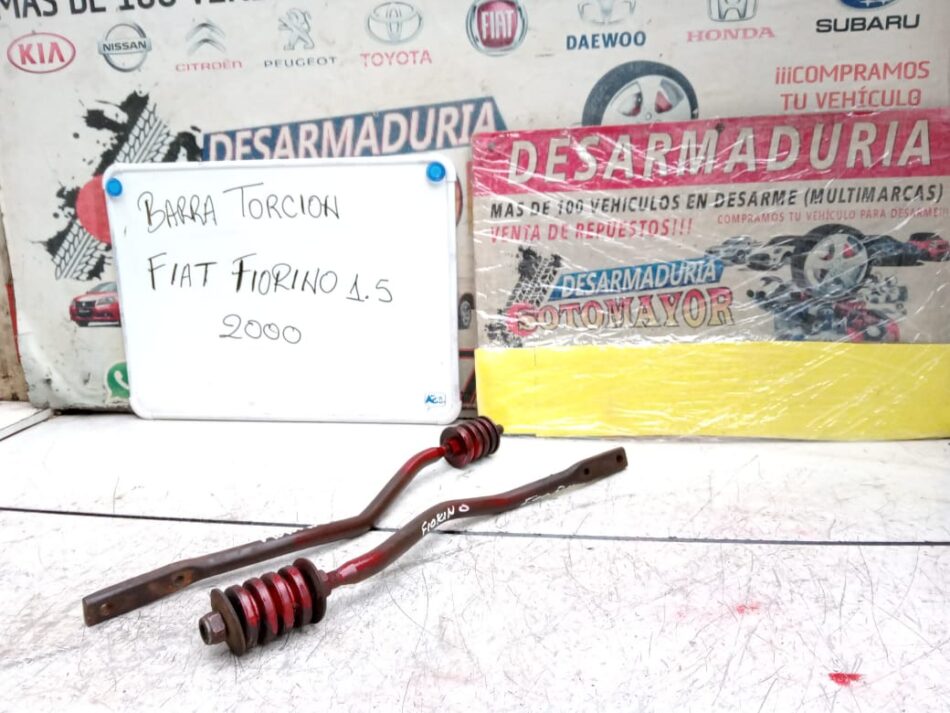 MAS DE 100 VE
KIA
NISSAN
CITROËN
PEUGEOT
TOYOTA
FIAT
DAEWOO
HONDA
SUBARU
¡¡¡COMPRAMOS
TU VEHÍCULO
DESARMADURIA
BARRA TORCION
FIAT FIORINO 1.5
2000
DESARMADURIA
MAS DE 100 VEHICULOS EN DESARME (MULTIMARCAS)
COMPRAMOS TU VEHÍCULO PARA DESARME!!!
VENTA DE REPUESTOS!!!
DESARMADURIA
SOTOMAYOR
FIORINO